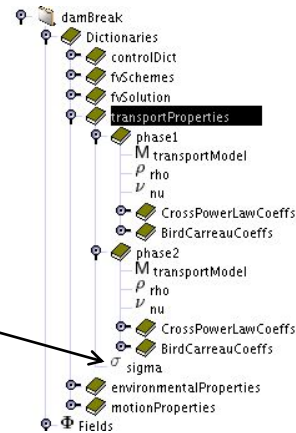 damBreak
Dictionaries
controlDict
fvSchemes
fvSolution
transportProperties
phase1
M transportModel
ρ rho
ν nu
CrossPowerLawCoeffs
BirdCarreauCoeffs
phase2
M transportModel
ρ rho
ν nu
CrossPowerLawCoeffs
BirdCarreauCoeffs
σ sigma
environmentalProperties
motionProperties
Φ Fields